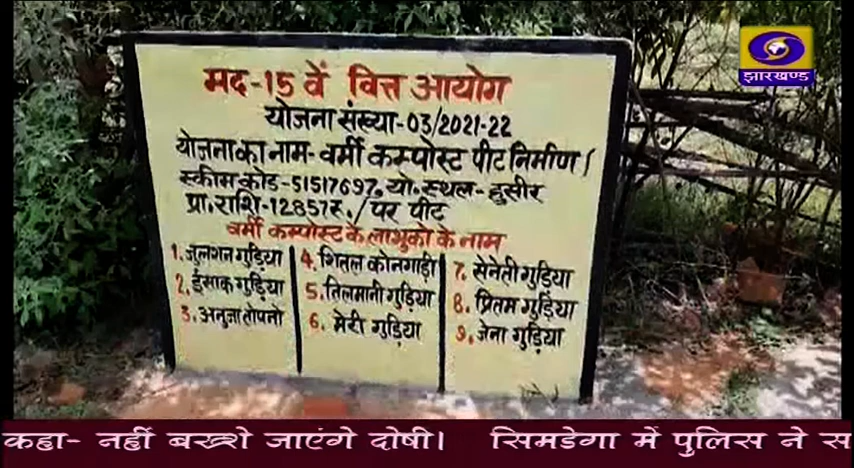 झारखण्ड
मद-15 वें वित्त आयोग
योजना संख्या-03/2021-22
योजना का नाम- वर्मी कम्पोस्ट पीट निर्माण।
स्कीम कोड-51517697, यो. स्थल- हुसीर
प्रा. राशि-12857रु./ पर पीट
वर्मी कम्पोस्ट के लाभुको के नाम
1. जुलशन गुड़िया
2. ईसाक गुड़िया
3. अनुजा तोपनो
4. शितल कोनगाड़ी
5. तिलमानी गुड़िया
6. मेरी गुड़िया
7. सेनेती गुड़िया
8. प्रितम गुड़िया
9. जेना गुड़िया
कहा- नहीं बख्शे जाएंगे दोषी। सिमडेगा में पुलिस ने स